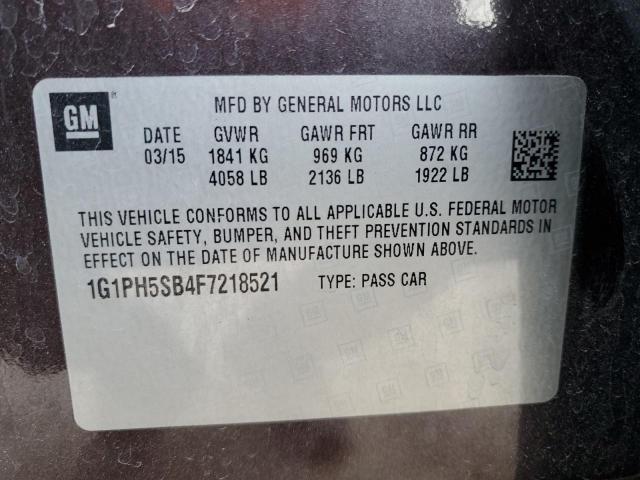 GM
MFD BY GENERAL MOTORS LLC
DATE GVWR GAWR FRT GAWR RR
03/15 1841 KG 969 KG 872 KG
4058 LB 2136 LB 1922 LB
THIS VEHICLE CONFORMS TO ALL APPLICABLE U.S. FEDERAL MOTOR
VEHICLE SAFETY, BUMPER, AND THEFT PREVENTION STANDARDS IN
EFFECT ON THE DATE OF MANUFACTURE SHOWN ABOVE.
1G1PH5SB4F7218521 TYPE: PASS CAR